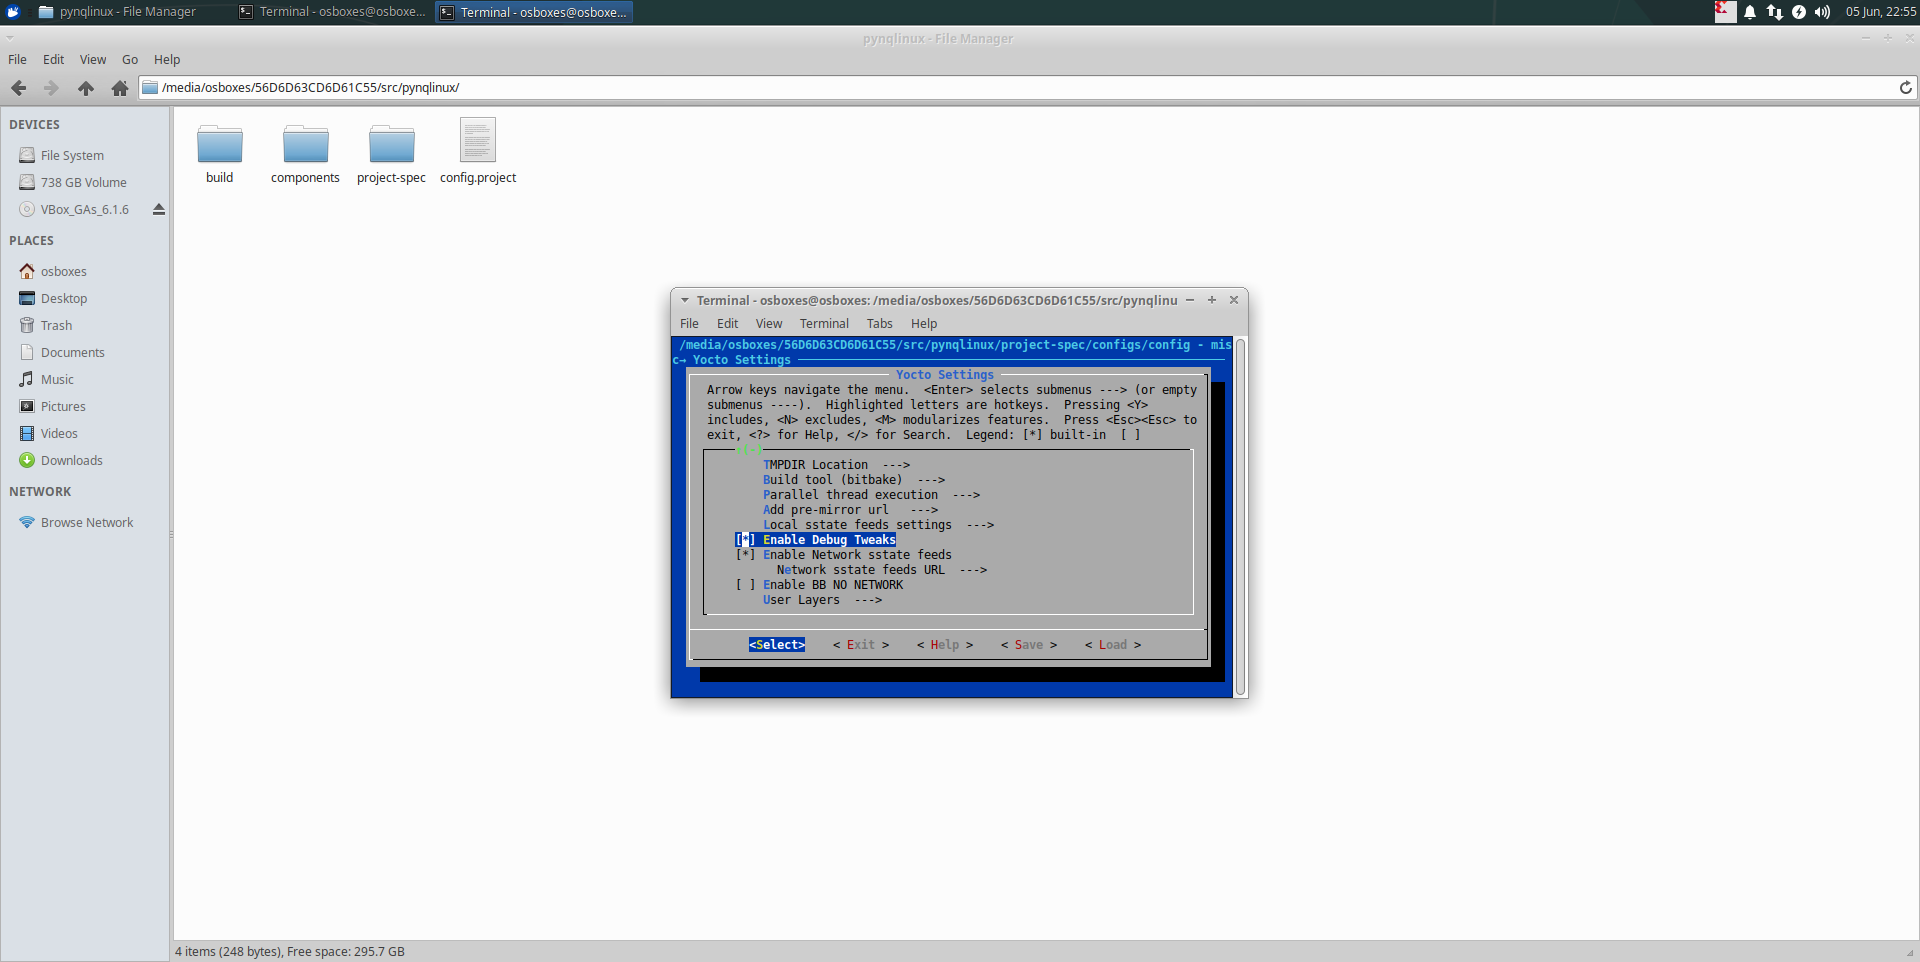 pynqlinux - File Manager
Terminal - osboxes@osboxe...
Terminal - osboxes@osboxe...
05 Jun, 22:55
pynqlinux - File Manager
File Edit View Go Help
/media/osboxes/56D6D63CD6D61C55/src/pynqlinux/
DEVICES
File System
738 GB Volume
VBox_GAs_6.1.6
PLACES
osboxes
Desktop
Trash
Documents
Music
Pictures
Videos
Downloads
NETWORK
Browse Network
build
components
project-spec
config.project
Terminal - osboxes@osboxes: /media/osboxes/56D6D63CD6D61C55/src/pynqlinu
File Edit View Terminal Tabs Help
/media/osboxes/56D6D63CD6D61C55/src/pynqlinux/project-spec/configs/config - mis
c→ Yocto Settings
Yocto Settings
Arrow keys navigate the menu.  <Enter> selects submenus ---> (or empty
submenus ----).  Highlighted letters are hotkeys.  Pressing <Y>
includes, <N> excludes, <M> modularizes features.  Press <Esc><Esc> to
exit, <?> for Help, </> for Search.  Legend: [*] built-in  [ ]
TMPDIR Location  --->
Build tool (bitbake)  --->
Parallel thread execution  --->
Add pre-mirror url   --->
Local sstate feeds settings  --->
[*] Enable Debug Tweaks
[*] Enable Network sstate feeds
Network sstate feeds URL  --->
[ ] Enable BB NO NETWORK
User Layers  --->
<Select> < Exit > < Help > < Save > < Load >
4 items (248 bytes), Free space: 295.7 GB